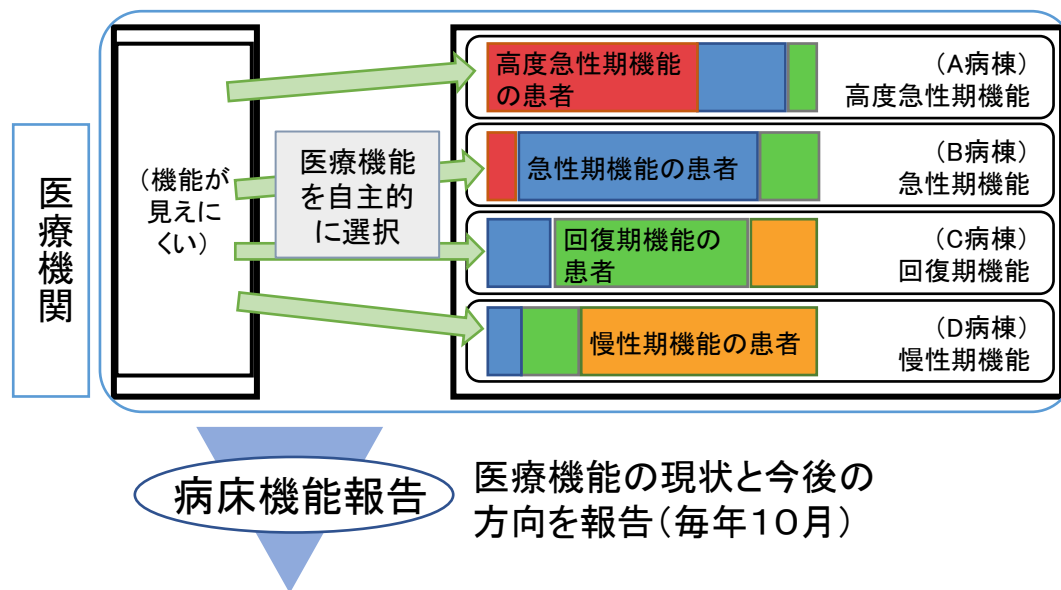 医療機関
（機能が
見えに
くい）
医療機能
を自主的
に選択
高度急性期機能
の患者
（A病棟）
高度急性期機能
急性期機能の患者
（B病棟）
急性期機能
回復期機能の
患者
（C病棟）
回復期機能
慢性期機能の患者
（D病棟）
慢性期機能
病床機能報告
医療機能の現状と今後の
方向を報告（毎年１０月）